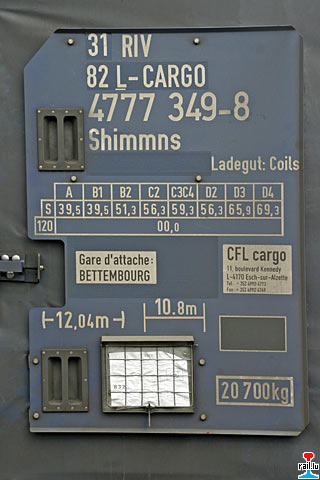 31 RIV
82 L-CARGO
4777 349-8
Shimmns
Ladegut: Coils
A B1 B2 C2 C3C4 D2 D3 D4
S 39,5 39,5 51,3 56,3 59,3 56,3 65,9 69,3
120 00,0
Gare d'attache:
BETTEMBOURG
CFL cargo
11, boulevard Kennedy
L-4170 Esch-sur-Alzette
12,04m
10.8m
20 700kg
rail.lu